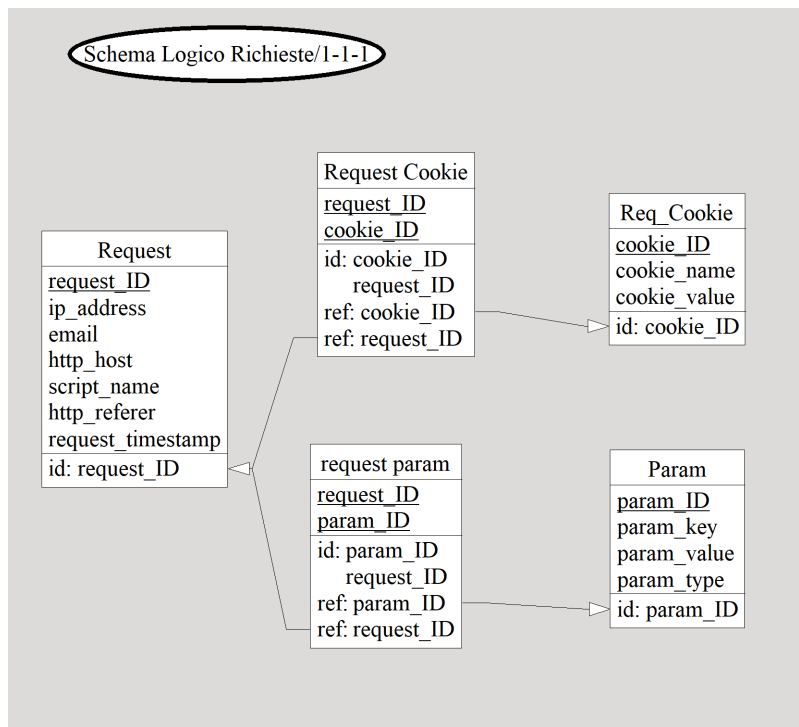 Schema Logico Richieste/1-1-1
Request
request_ID
ip_address
email
http_host
script_name
http_referer
request_timestamp
id: request_ID
Request Cookie
request_ID
cookie_ID
id: cookie_ID
request_ID
ref: cookie_ID
ref: request_ID
Req_Cookie
cookie_ID
cookie_name
cookie_value
id: cookie_ID
request param
request_ID
param_ID
id: param_ID
request_ID
ref: param_ID
ref: request_ID
Param
param_ID
param_key
param_value
param_type
id: param_ID